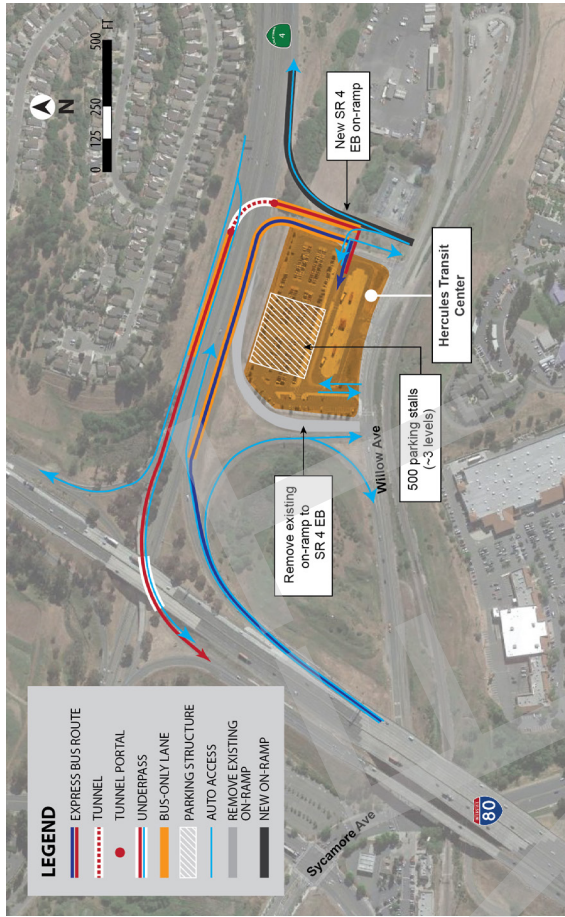 LEGEND
EXPRESS BUS ROUTE
TUNNEL
TUNNEL PORTAL
UNDERPASS
BUS-ONLY LANE
PARKING STRUCTURE
AUTO ACCESS
REMOVE EXISTING
ON-RAMP
NEW ON-RAMP
N
0 125 250 500
FT
4
New SR 4
EB on-ramp
Hercules Transit
Center
500 parking stalls
(~3 levels)
Willow Ave
Remove existing
on-ramp to
SR 4 EB
Sycamore Ave
80